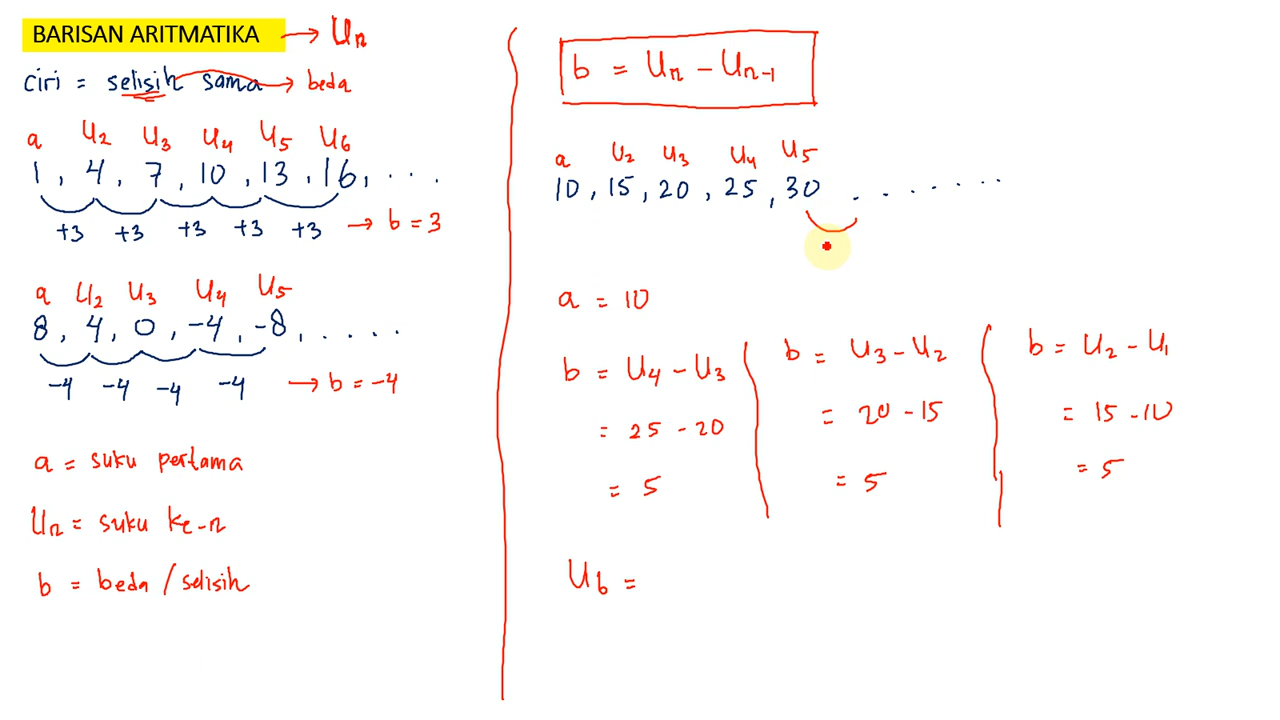 BARISAN ARITMATIKA → Un
ciri = selisih sama → beda
a U2 U3 U4 U5 U6
1, 4, 7, 10, 13, 16, . . .
+3 +3 +3 +3 +3 → b = 3
a U2 U3 U4 U5
8, 4, 0, -4, -8, . . . .
-4 -4 -4 -4 → b = -4
a = suku pertama
Un = suku ke-n
b = beda / selisih
b = Un - Un-1
a U2 U3 U4 U5
10, 15, 20, 25, 30 . . . . . . . .
a = 10
b = U4 - U3
= 25 - 20
= 5
b = U3 - U2
= 20 - 15
= 5
b = U2 - U1
= 15 - 10
= 5
U6 =